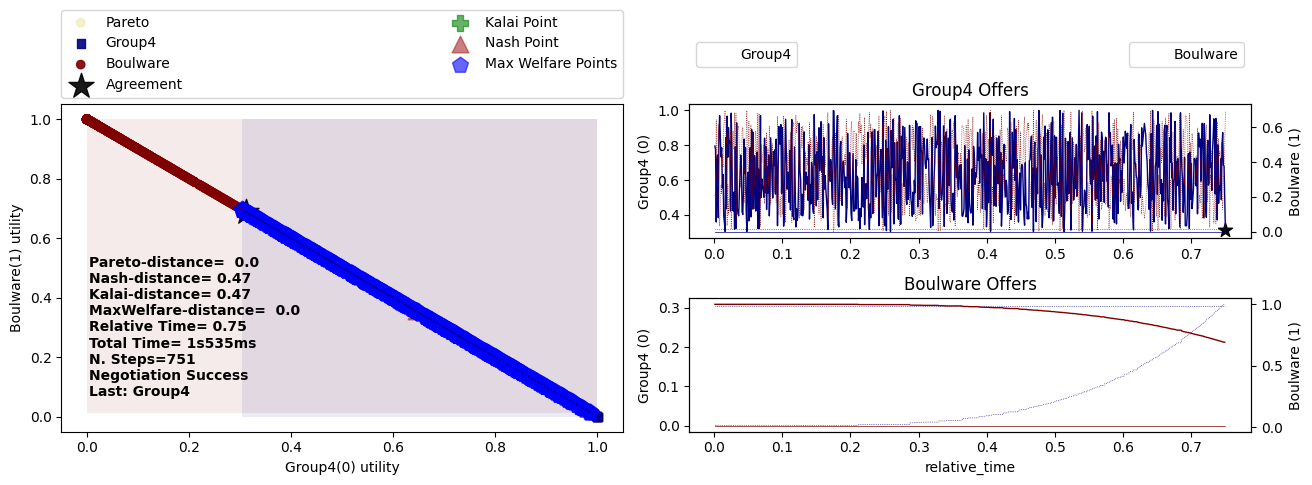 Pareto
Group4
Boulware
Agreement
Kalai Point
Nash Point
Max Welfare Points
1.0
0.8
0.6
0.4
0.2
0.0
Boulware(1) utility
Pareto-distance=  0.0
Nash-distance= 0.47
Kalai-distance= 0.47
MaxWelfare-distance=  0.0
Relative Time= 0.75
Total Time= 1s535ms
N. Steps=751
Negotiation Success
Last: Group4
0.0 0.2 0.4 0.6 0.8 1.0
Group4(0) utility
Group4
Boulware
Group4 Offers
1.0
0.8
0.6
0.4
Group4 (0)
0.6
0.4
0.2
0.0
Boulware (1)
0.0 0.1 0.2 0.3 0.4 0.5 0.6 0.7
Boulware Offers
0.3
0.2
0.1
0.0
Group4 (0)
1.0
0.5
0.0
Boulware (1)
0.0 0.1 0.2 0.3 0.4 0.5 0.6 0.7
relative_time